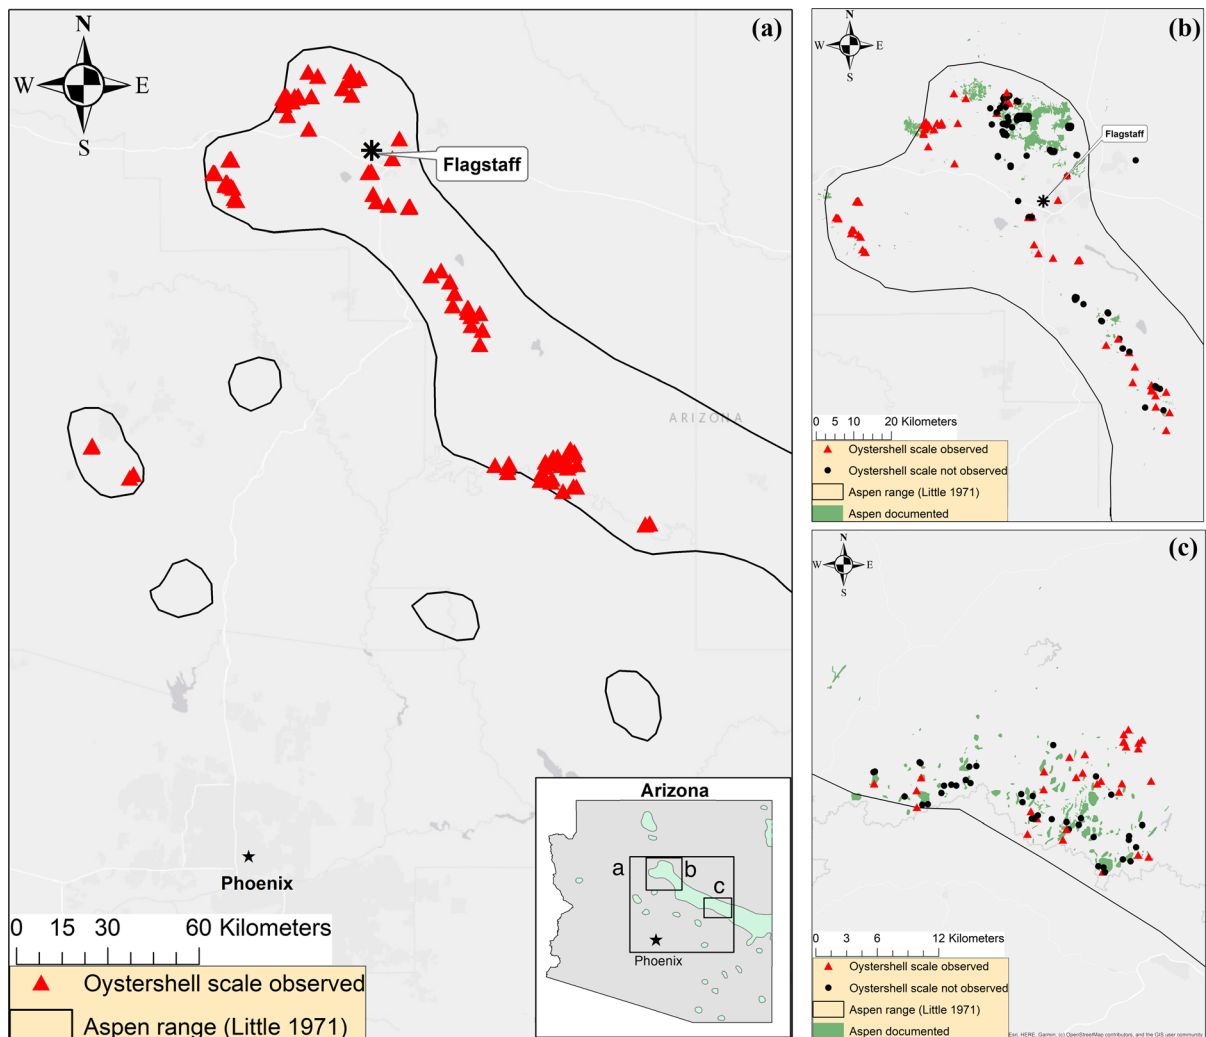 (a)
N
W E
S
Flagstaff
ARIZONA
Phoenix
0 15 30 60 Kilometers
Oystershell scale observed
Aspen range (Little 1971)
Arizona
a
b
c
Phoenix
(b)
N
W E
S
Flagstaff
0 5 10 20 Kilometers
Oystershell scale observed
Oystershell scale not observed
Aspen range (Little 1971)
Aspen documented
(c)
N
W E
S
0 3 6 12 Kilometers
Oystershell scale observed
Oystershell scale not observed
Aspen range (Little 1971)
Aspen documented
Esri, HERE, Garmin, (c) OpenStreetMap contributors, and the GIS user community